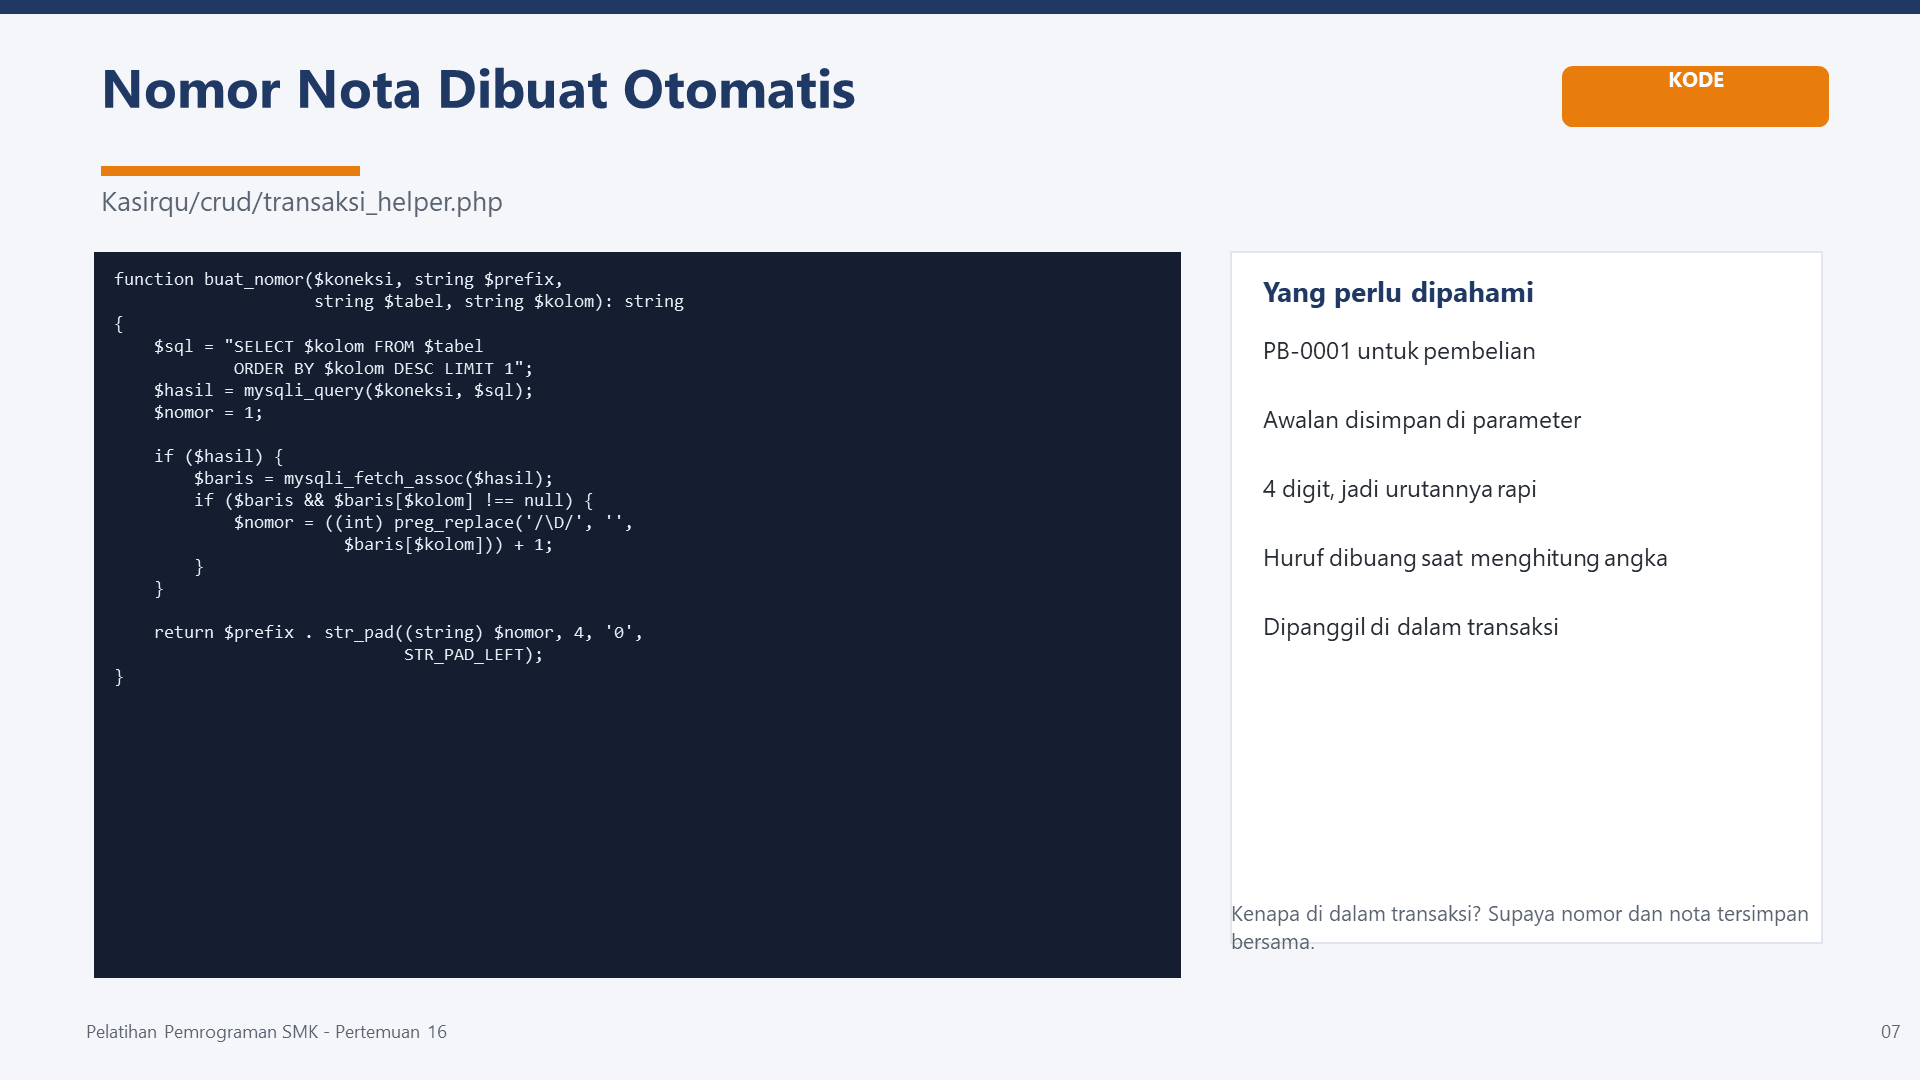 Nomor Nota Dibuat Otomatis
KODE
Kasirqu/crud/transaksi_helper.php
function buat_nomor($koneksi, string $prefix,
                    string $tabel, string $kolom): string
{
    $sql = "SELECT $kolom FROM $tabel
            ORDER BY $kolom DESC LIMIT 1";
    $hasil = mysqli_query($koneksi, $sql);
    $nomor = 1;

    if ($hasil) {
        $baris = mysqli_fetch_assoc($hasil);
        if ($baris && $baris[$kolom] !== null) {
            $nomor = ((int) preg_replace('/\D/', '',
                       $baris[$kolom])) + 1;
        }
    }

    return $prefix . str_pad((string) $nomor, 4, '0',
                             STR_PAD_LEFT);
}
Yang perlu dipahami
PB-0001 untuk pembelian
Awalan disimpan di parameter
4 digit, jadi urutannya rapi
Huruf dibuang saat menghitung angka
Dipanggil di dalam transaksi
Kenapa di dalam transaksi? Supaya nomor dan nota tersimpan
bersama.
Pelatihan Pemrograman SMK - Pertemuan 16
07